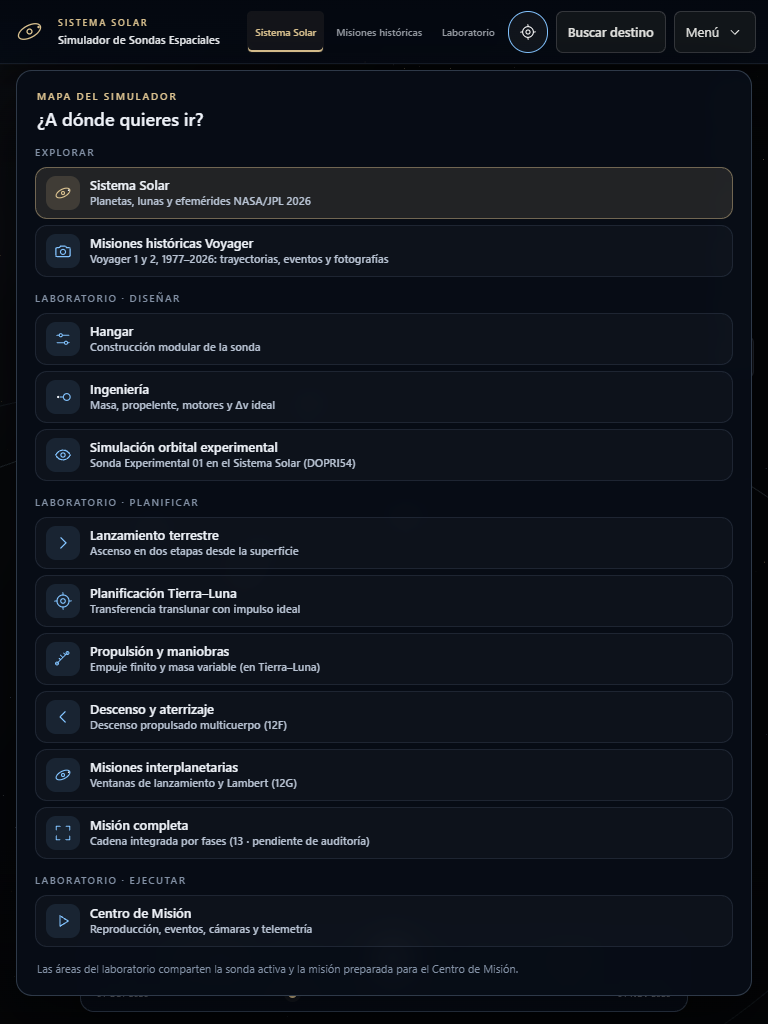 SISTEMA SOLAR
Simulador de Sondas Espaciales
Sistema Solar
Misiones históricas
Laboratorio
Buscar destino
Menú
MAPA DEL SIMULADOR
¿A dónde quieres ir?
EXPLORAR
Sistema Solar
Planetas, lunas y efemérides NASA/JPL 2026
Misiones históricas Voyager
Voyager 1 y 2, 1977–2026: trayectorias, eventos y fotografías
LABORATORIO · DISEÑAR
Hangar
Construcción modular de la sonda
Ingeniería
Masa, propelente, motores y Δv ideal
Simulación orbital experimental
Sonda Experimental 01 en el Sistema Solar (DOPRI54)
LABORATORIO · PLANIFICAR
Lanzamiento terrestre
Ascenso en dos etapas desde la superficie
Planificación Tierra–Luna
Transferencia translunar con impulso ideal
Propulsión y maniobras
Empuje finito y masa variable (en Tierra–Luna)
Descenso y aterrizaje
Descenso propulsado multicuerpo (12F)
Misiones interplanetarias
Ventanas de lanzamiento y Lambert (12G)
Misión completa
Cadena integrada por fases (13 · pendiente de auditoría)
LABORATORIO · EJECUTAR
Centro de Misión
Reproducción, eventos, cámaras y telemetría
Las áreas del laboratorio comparten la sonda activa y la misión preparada para el Centro de Misión.